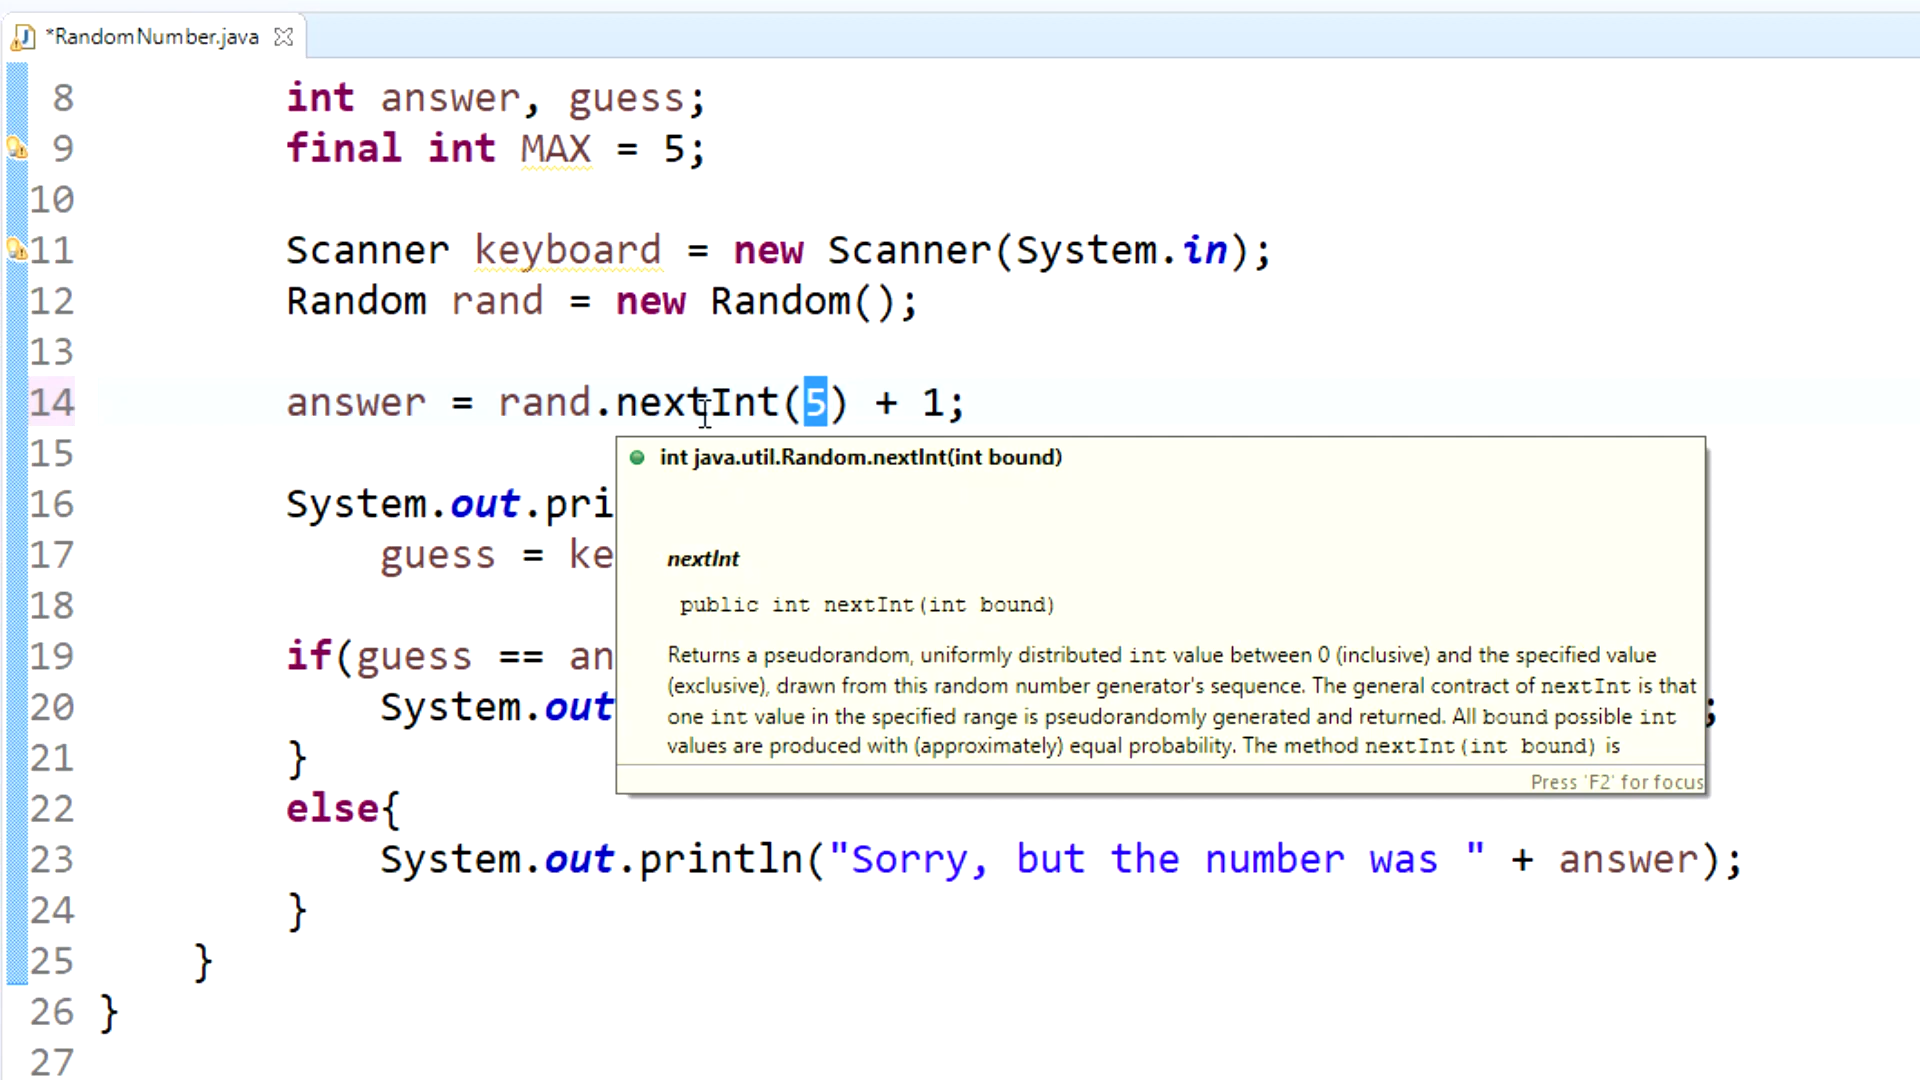 *RandomNumber.java
8 int answer, guess;
9 final int MAX = 5;
10
11 Scanner keyboard = new Scanner(System.in);
12 Random rand = new Random();
13
14 answer = rand.nextInt(5) + 1;
15
int java.util.Random.nextInt(int bound)
16 System.out.pri
nextInt
17 guess = ke
public int nextInt(int bound)
18
Returns a pseudorandom, uniformly distributed int value between 0 (inclusive) and the specified value
(exclusive), drawn from this random number generator's sequence. The general contract of nextInt is that
one int value in the specified range is pseudorandomly generated and returned. All bound possible int
values are produced with (approximately) equal probability. The method nextInt(int bound) is
Press 'F2' for focus
19 if(guess == an
20 System.out ;
21 }
22 else{
23 System.out.println("Sorry, but the number was " + answer);
24 }
25 }
26 }
27